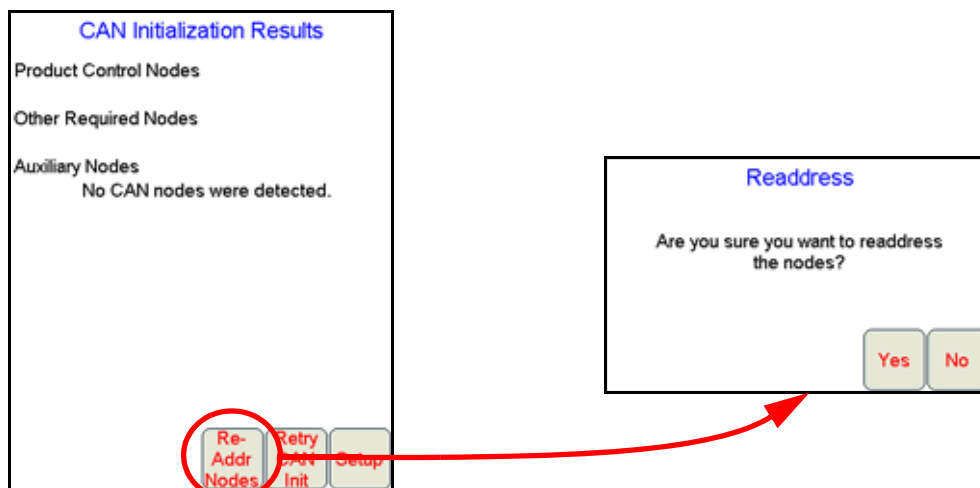 CAN Initialization Results
Product Control Nodes
Other Required Nodes
Auxiliary Nodes
No CAN nodes were detected.
Re-
Addr
Nodes
Retry
CAN
Init
Setup
Readdress
Are you sure you want to readdress
the nodes?
Yes
No